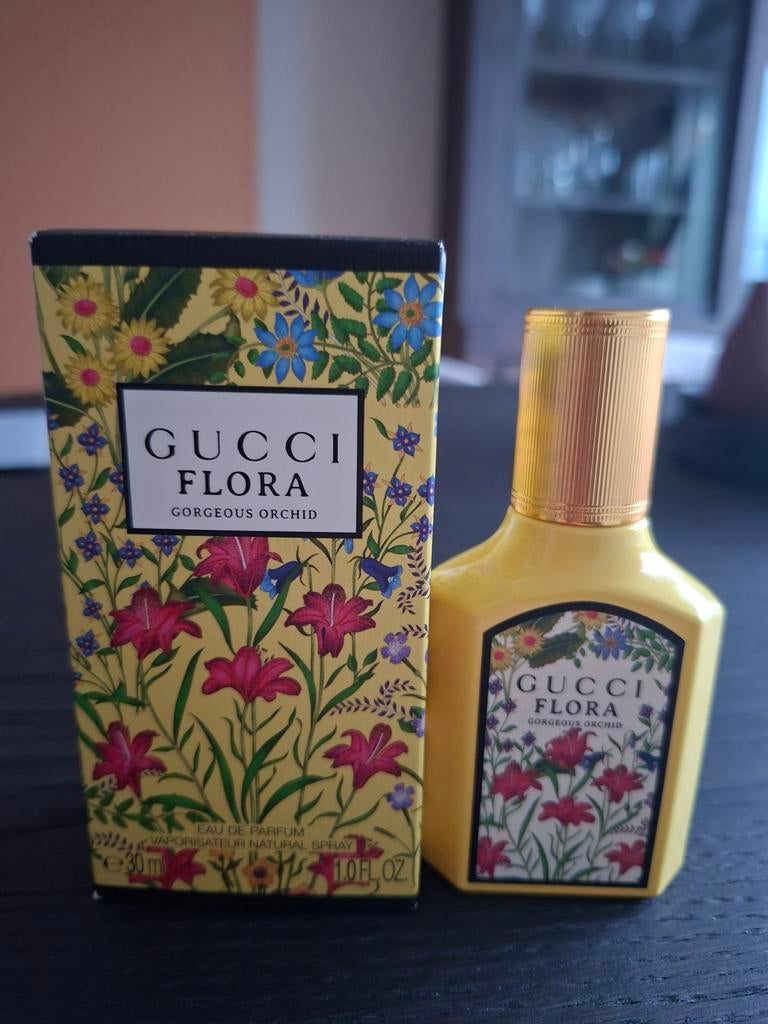 GUCCI
FLORA
GORGEOUS ORCHID
EAU DE PARFUM
VAPORISATEUR NATURAL SPRAY
℮30 ml 1.0 FL.OZ.
GUCCI
FLORA
GORGEOUS ORCHID